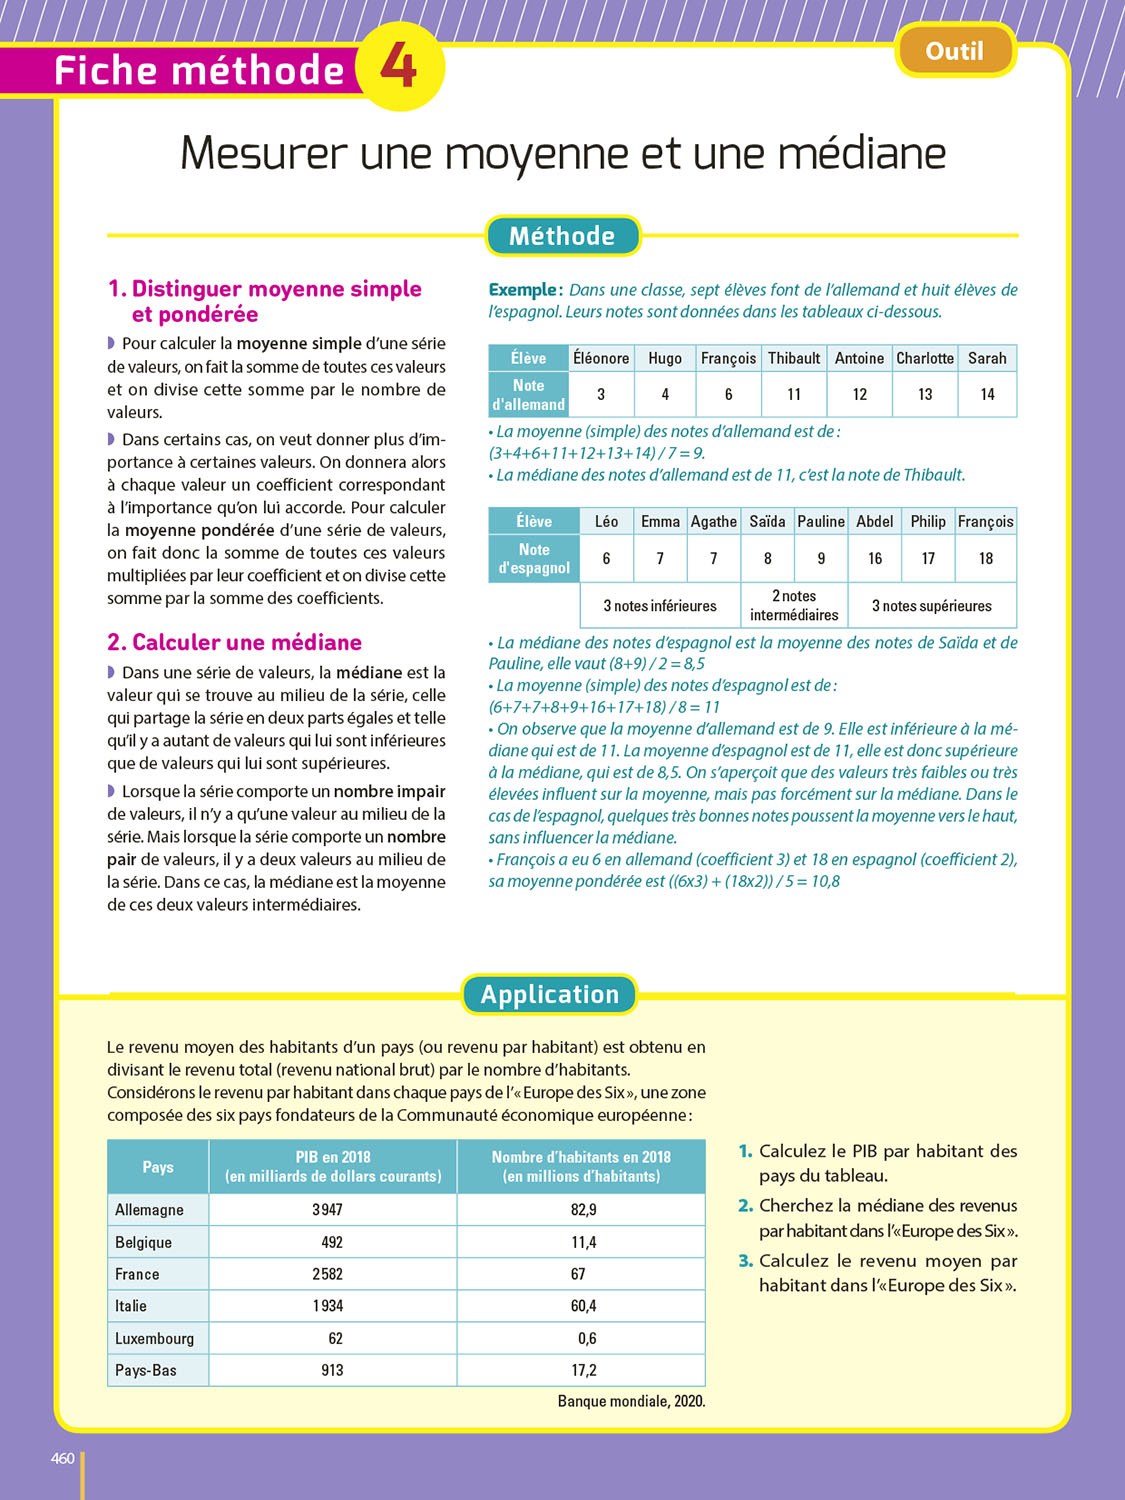 Fiche méthode 4
Outil
Mesurer une moyenne et une médiane
Méthode
1. Distinguer moyenne simple
et pondérée
Pour calculer la moyenne simple d'une série
de valeurs, on fait la somme de toutes ces valeurs
et on divise cette somme par le nombre de
valeurs.
Dans certains cas, on veut donner plus d'im-
portance à certaines valeurs. On donnera alors
à chaque valeur un coefficient correspondant
à l'importance qu'on lui accorde. Pour calculer
la moyenne pondérée d'une série de valeurs,
on fait donc la somme de toutes ces valeurs
multipliées par leur coefficient et on divise cette
somme par la somme des coefficients.
2. Calculer une médiane
Dans une série de valeurs, la médiane est la
valeur qui se trouve au milieu de la série, celle
qui partage la série en deux parts égales et telle
qu'il y a autant de valeurs qui lui sont inférieures
que de valeurs qui lui sont supérieures.
Lorsque la série comporte un nombre impair
de valeurs, il n'y a qu'une valeur au milieu de la
série. Mais lorsque la série comporte un nombre
pair de valeurs, il y a deux valeurs au milieu de
la série. Dans ce cas, la médiane est la moyenne
de ces deux valeurs intermédiaires.
Exemple : Dans une classe, sept élèves font de l'allemand et huit élèves de
l'espagnol. Leurs notes sont données dans les tableaux ci-dessous.
Élève Éléonore Hugo François Thibault Antoine Charlotte Sarah
Note
d'allemand 3 4 6 11 12 13 14
• La moyenne (simple) des notes d'allemand est de :
(3+4+6+11+12+13+14) / 7 = 9.
• La médiane des notes d'allemand est de 11, c'est la note de Thibault.
Élève Léo Emma Agathe Saïda Pauline Abdel Philip François
Note
d'espagnol 6 7 7 8 9 16 17 18
3 notes inférieures 2 notes
intermédiaires 3 notes supérieures
• La médiane des notes d'espagnol est la moyenne des notes de Saïda et de
Pauline, elle vaut (8+9) / 2 = 8,5
• La moyenne (simple) des notes d'espagnol est de :
(6+7+7+8+9+16+17+18) / 8 = 11
• On observe que la moyenne d'allemand est de 9. Elle est inférieure à la mé-
diane qui est de 11. La moyenne d'espagnol est de 11, elle est donc supérieure
à la médiane, qui est de 8,5. On s'aperçoit que des valeurs très faibles ou très
élevées influent sur la moyenne, mais pas forcément sur la médiane. Dans le
cas de l'espagnol, quelques très bonnes notes poussent la moyenne vers le haut,
sans influencer la médiane.
• François a eu 6 en allemand (coefficient 3) et 18 en espagnol (coefficient 2),
sa moyenne pondérée est ((6x3) + (18x2)) / 5 = 10,8
Application
Le revenu moyen des habitants d'un pays (ou revenu par habitant) est obtenu en
divisant le revenu total (revenu national brut) par le nombre d'habitants.
Considérons le revenu par habitant dans chaque pays de l'« Europe des Six », une zone
composée des six pays fondateurs de la Communauté économique européenne :
Pays PIB en 2018
(en milliards de dollars courants) Nombre d'habitants en 2018
(en millions d'habitants)
Allemagne 3 947 82,9
Belgique 492 11,4
France 2 582 67
Italie 1 934 60,4
Luxembourg 62 0,6
Pays-Bas 913 17,2
Banque mondiale, 2020.
1. Calculez le PIB par habitant des
pays du tableau.
2. Cherchez la médiane des revenus
par habitant dans l'« Europe des Six ».
3. Calculez le revenu moyen par
habitant dans l'« Europe des Six ».
460